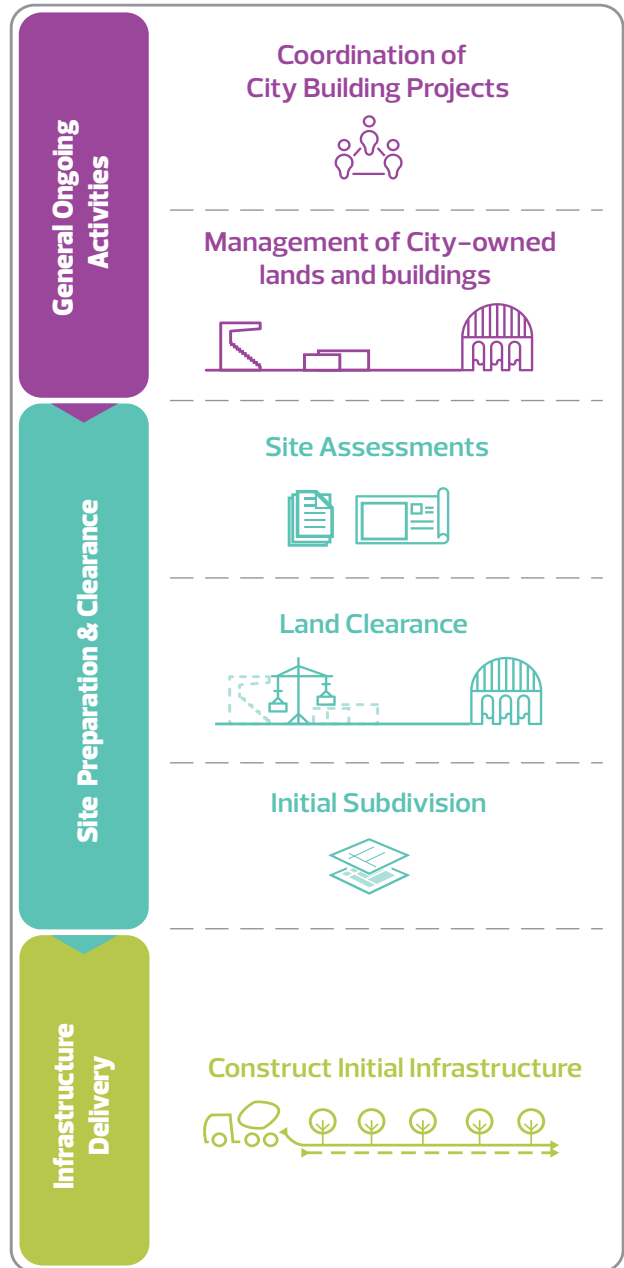 General Ongoing
Activities
Coordination of
City Building Projects
Management of City-owned
lands and buildings
Site Preparation & Clearance
Site Assessments
Land Clearance
Initial Subdivision
Infrastructure
Delivery
Construct Initial Infrastructure